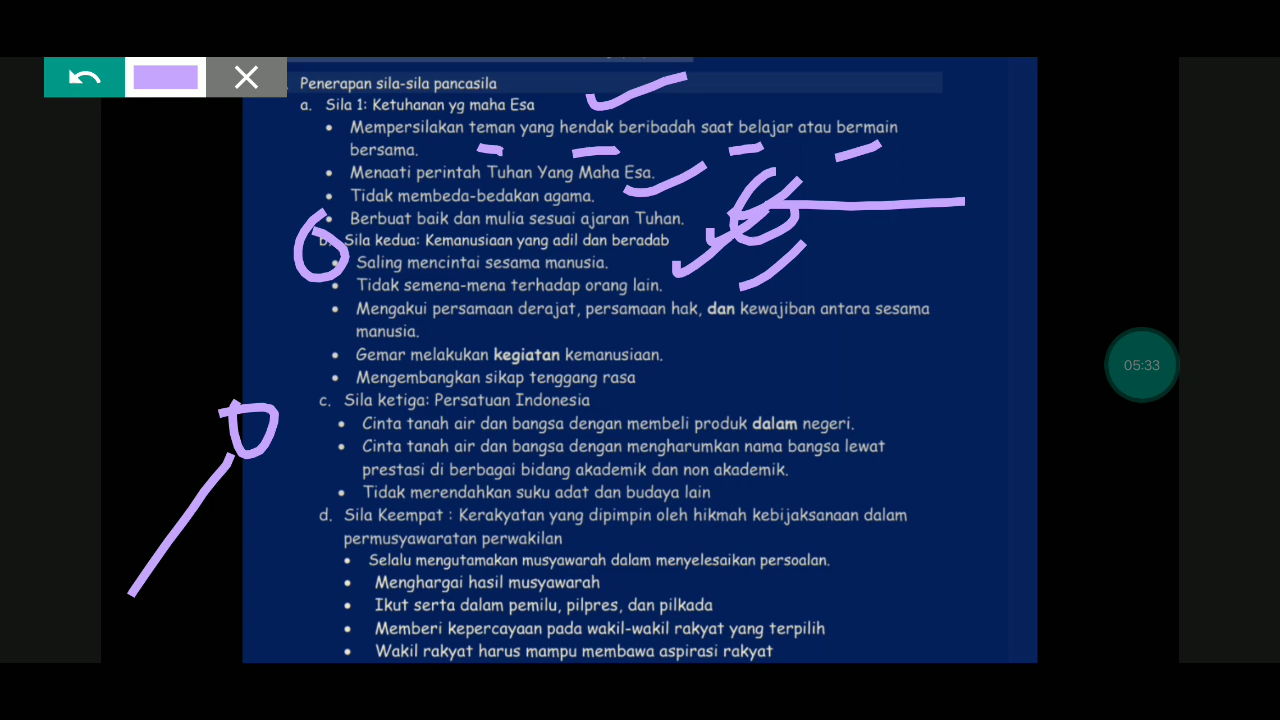 Penerapan sila-sila pancasila
a. Sila 1: Ketuhanan yg maha Esa
• Mempersilakan teman yang hendak beribadah saat belajar atau bermain
bersama.
• Menaati perintah Tuhan Yang Maha Esa.
• Tidak membeda-bedakan agama.
• Berbuat baik dan mulia sesuai ajaran Tuhan.
b. Sila kedua: Kemanusiaan yang adil dan beradab
• Saling mencintai sesama manusia.
• Tidak semena-mena terhadap orang lain.
• Mengakui persamaan derajat, persamaan hak, dan kewajiban antara sesama
manusia.
• Gemar melakukan kegiatan kemanusiaan.
• Mengembangkan sikap tenggang rasa
c. Sila ketiga: Persatuan Indonesia
• Cinta tanah air dan bangsa dengan membeli produk dalam negeri.
• Cinta tanah air dan bangsa dengan mengharumkan nama bangsa lewat
prestasi di berbagai bidang akademik dan non akademik.
• Tidak merendahkan suku adat dan budaya lain
d. Sila Keempat : Kerakyatan yang dipimpin oleh hikmah kebijaksanaan dalam
permusyawaratan perwakilan
• Selalu mengutamakan musyawarah dalam menyelesaikan persoalan.
• Menghargai hasil musyawarah
• Ikut serta dalam pemilu, pilpres, dan pilkada
• Memberi kepercayaan pada wakil-wakil rakyat yang terpilih
• Wakil rakyat harus mampu membawa aspirasi rakyat
05:33